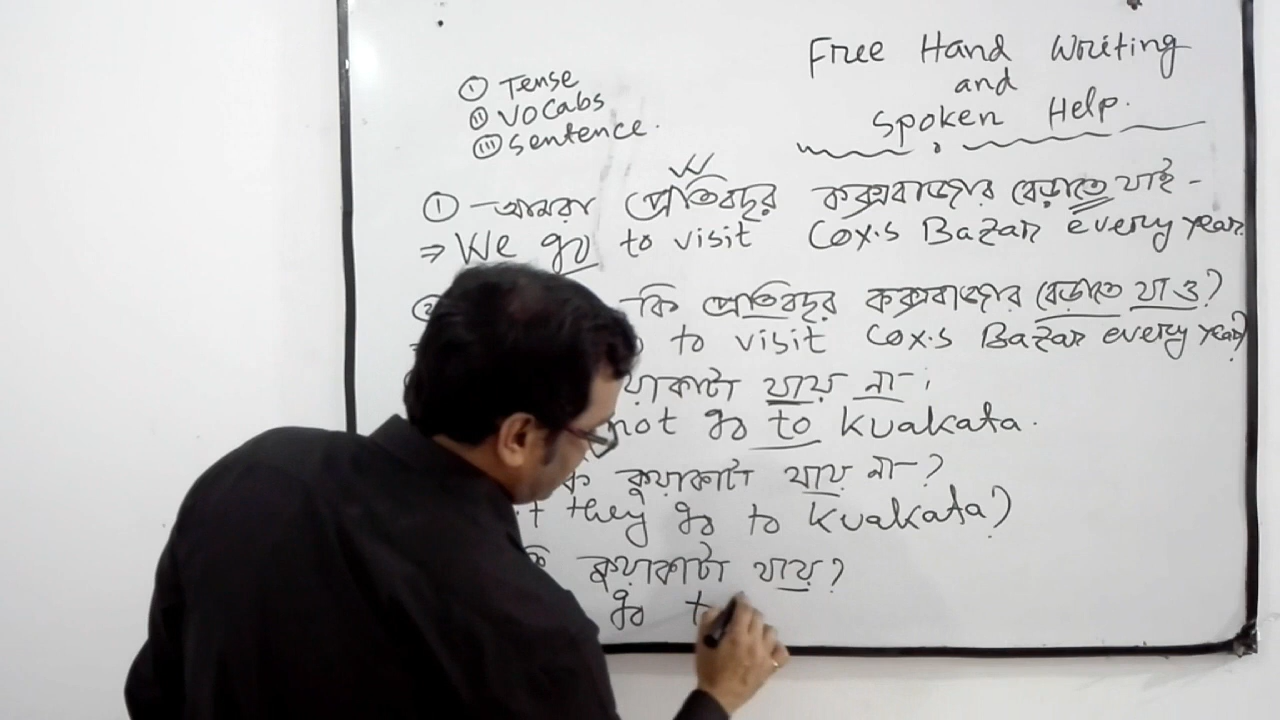 Free Hand Writing
and
Spoken Help.
① Tense
② Vocabs
③ Sentence.
① - আমরা প্রতিবছর কক্সবাজার বেড়াতে যাই -
⇒ We go to visit Cox.s Bazar every year.
কি প্রতিবছর কক্সবাজার বেড়াতে যাও?
to visit Cox.s Bazar every year?
যায় না।
not go to Kuakata.
কুয়াকাটা যায় না?
they go to Kuakata?
কুয়াকাটা যায়?
go t